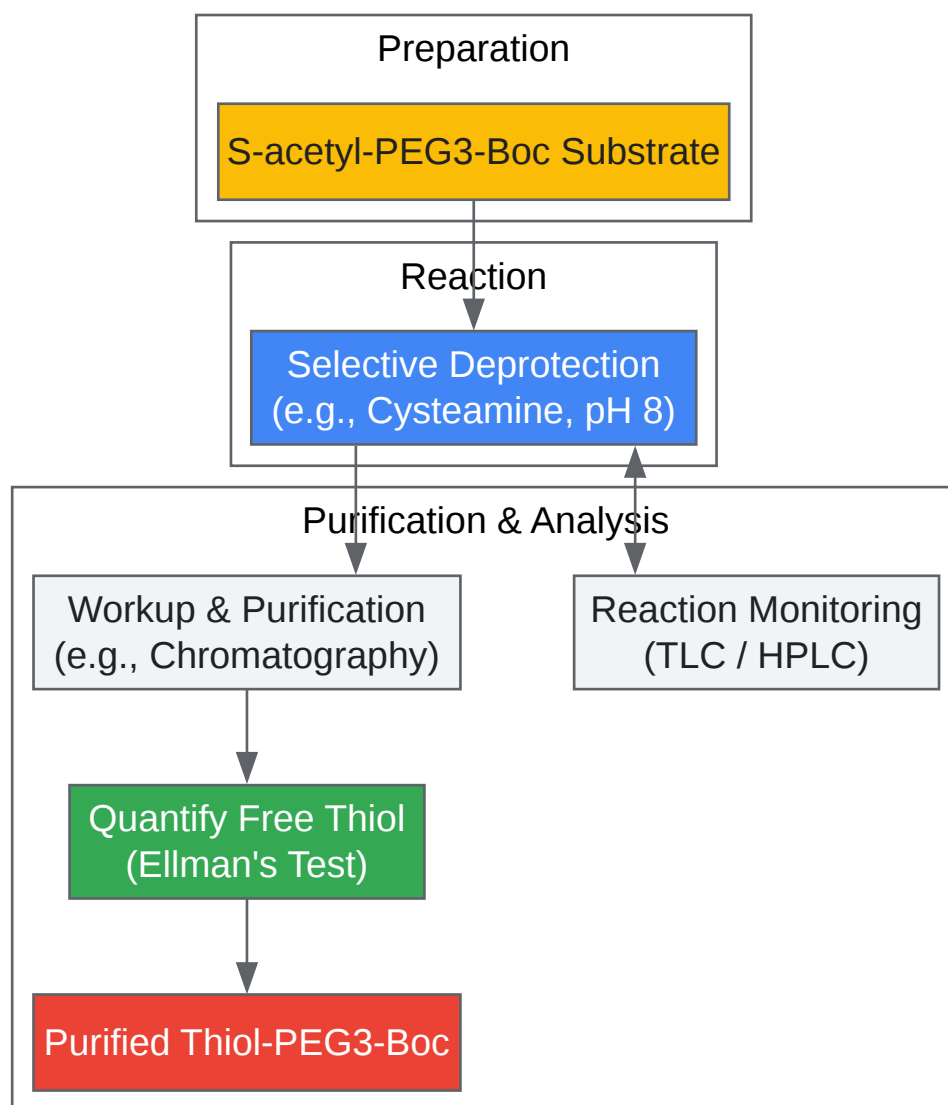 Preparation
S-acetyl-PEG3-Boc Substrate
Reaction
Selective Deprotection
(e.g., Cysteamine, pH 8)
Purification & Analysis
Workup & Purification
(e.g., Chromatography)
Reaction Monitoring
(TLC / HPLC)
Quantify Free Thiol
(Ellman's Test)
Purified Thiol-PEG3-Boc